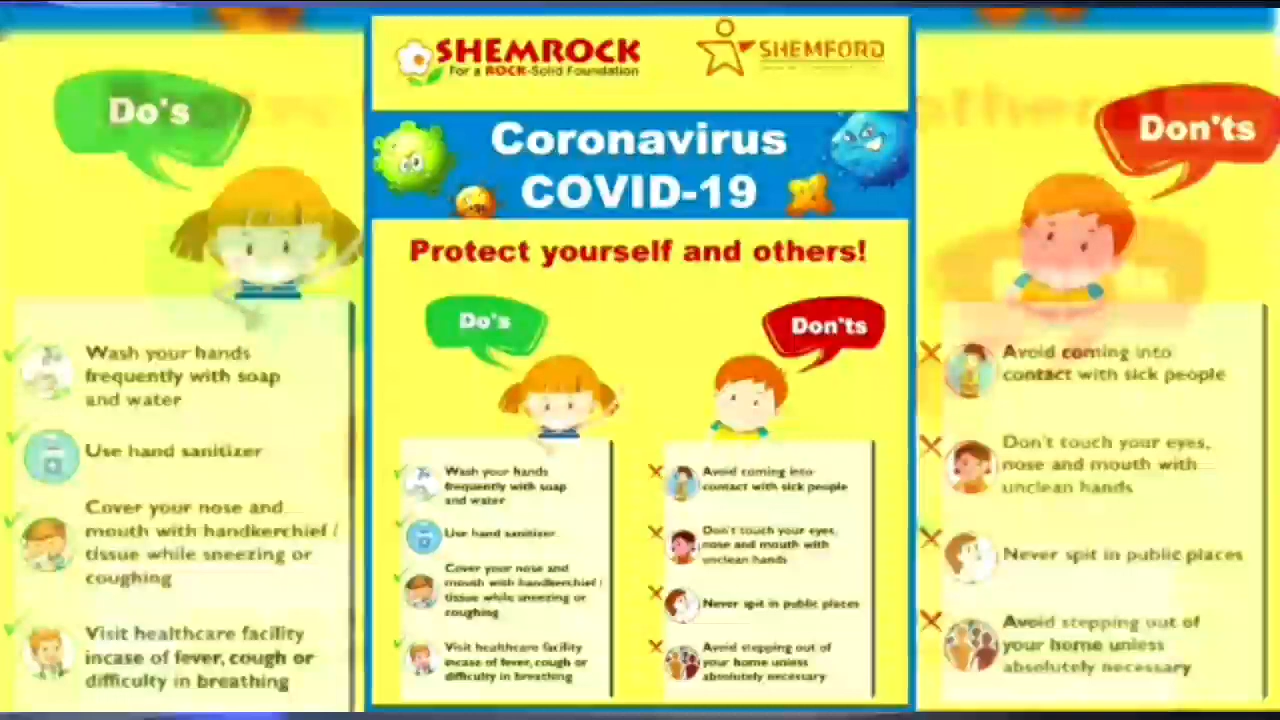 SHEMROCK
For a ROCK-Solid Foundation
SHEMFORD
Coronavirus
COVID-19
Protect yourself and others!
Do's
Wash your hands
frequently with soap
and water
Use hand sanitizer
Cover your nose and
mouth with handkerchief /
tissue while sneezing or
coughing
Visit healthcare facility
incase of fever, cough or
difficulty in breathing
Don'ts
Avoid coming into
contact with sick people
Don't touch your eyes,
nose and mouth with
unclean hands
Never spit in public places
Avoid stepping out of
your home unless
absolutely necessary
Do's
Wash your hands
frequently with soap
and water
Use hand sanitizer
Cover your nose and
mouth with handkerchief /
tissue while sneezing or
coughing
Visit healthcare facility
incase of fever, cough or
difficulty in breathing
Don'ts
Avoid coming into
contact with sick people
Don't touch your eyes,
nose and mouth with
unclean hands
Never spit in public places
Avoid stepping out of
your home unless
absolutely necessary